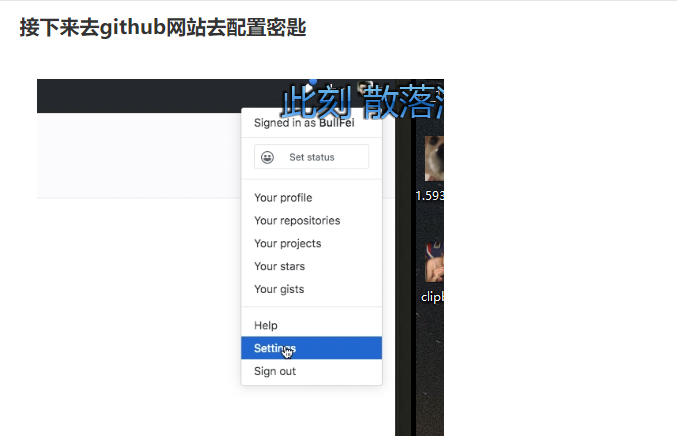 接下来去github网站去配置密匙
此刻 散落
Signed in as BullFei
Set status
Your profile
Your repositories
Your projects
Your stars
Your gists
1.593
Help
clipb
Settings
Sign out